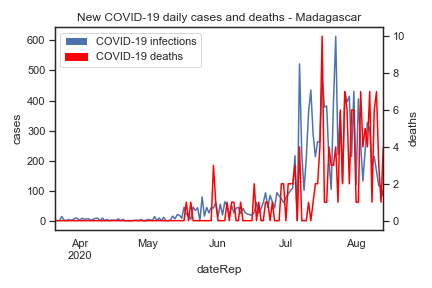 New COVID-19 daily cases and deaths - Madagascar
COVID-19 infections
COVID-19 deaths
600
500
400
300
200
100
0
cases
10
8
6
4
2
0
deaths
Apr
2020
May
Jun
Jul
Aug
dateRep